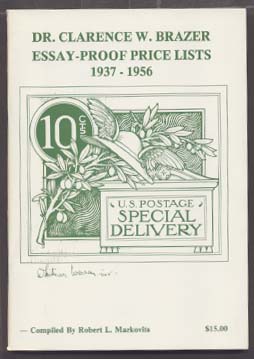 DR. CLARENCE W. BRAZER
ESSAY-PROOF PRICE LISTS
1937 - 1956
10
CTS
U.S. POSTAGE
SPECIAL
DELIVERY
— Compiled By Robert L. Markovits
$15.00